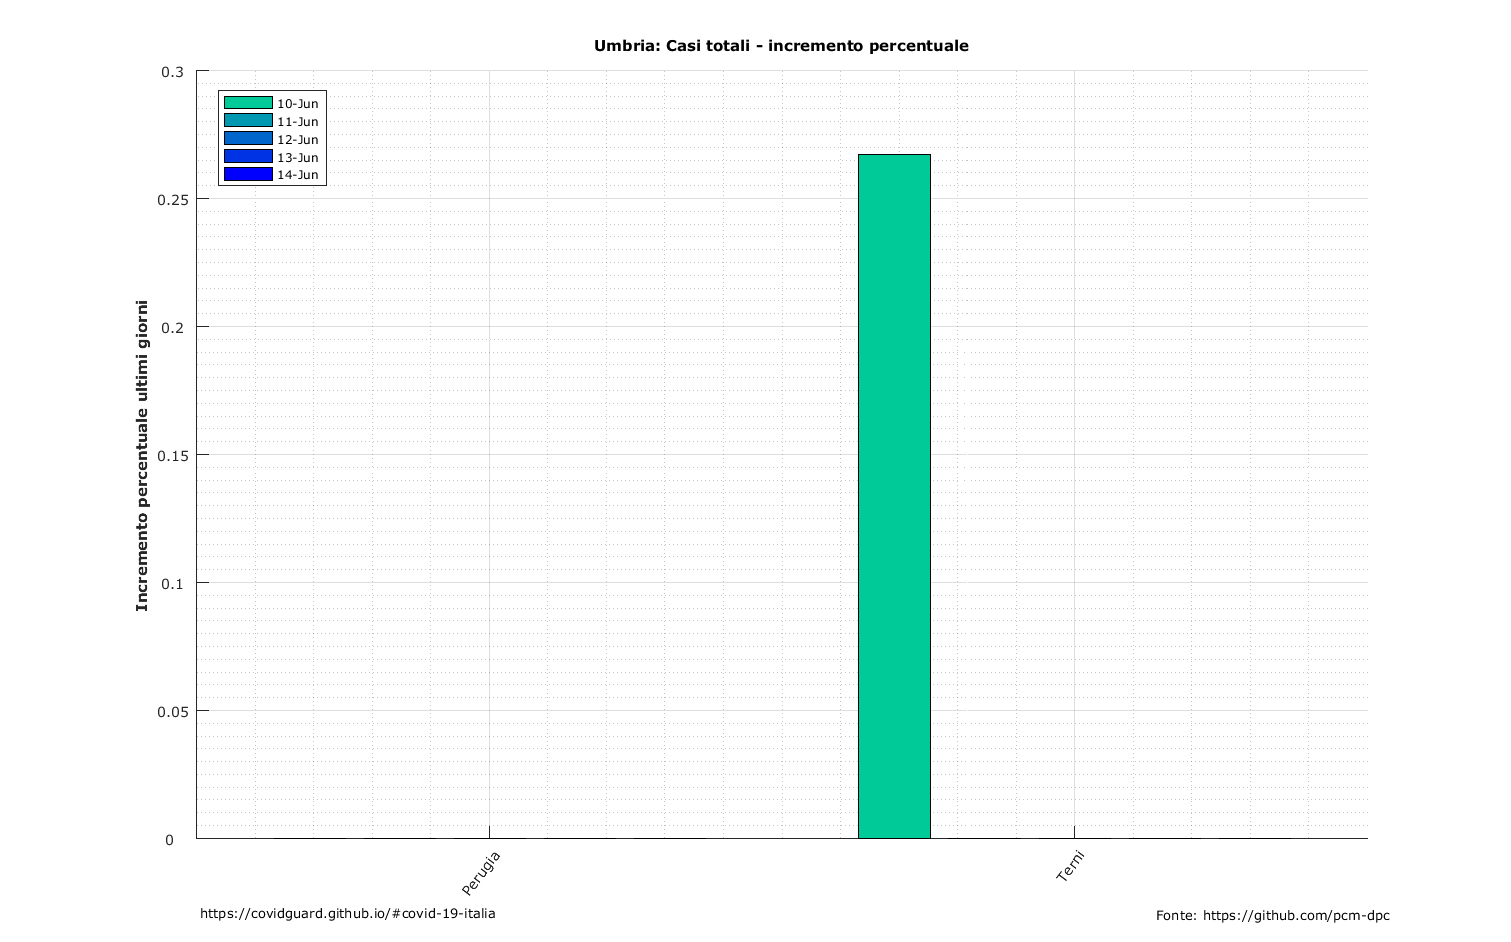 Umbria: Casi totali - incremento percentuale
0.3
0.25
0.2
0.15
0.1
0.05
0
Incremento percentuale ultimi giorni
10-Jun
11-Jun
12-Jun
13-Jun
14-Jun
Perugia
Terni
https://covidguard.github.io/#covid-19-italia
Fonte: https://github.com/pcm-dpc